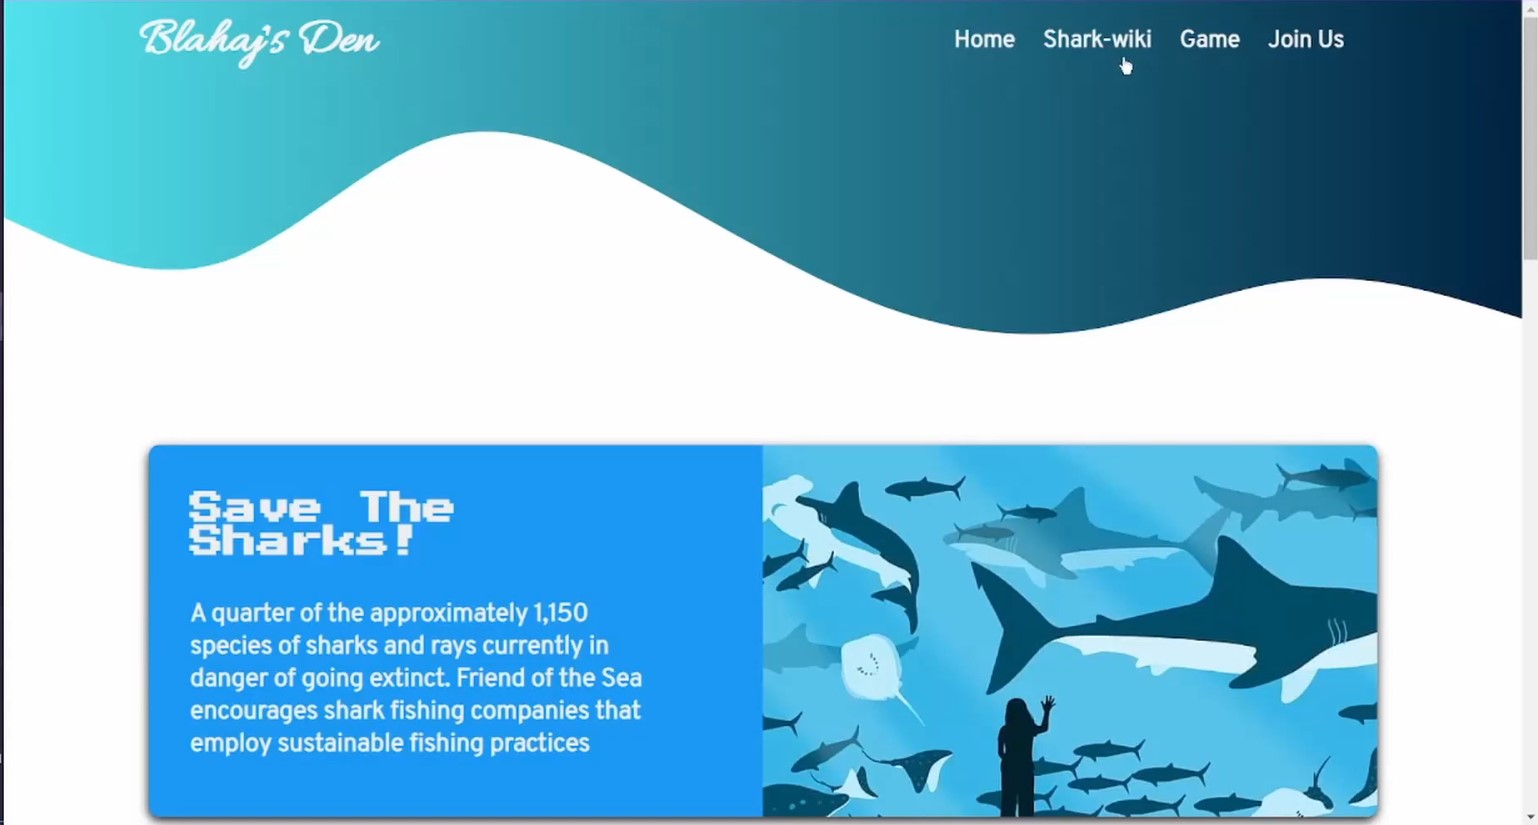 Blahaj's Den
Home Shark-wiki Game Join Us
Save The
Sharks!
A quarter of the approximately 1,150
species of sharks and rays currently in
danger of going extinct. Friend of the Sea
encourages shark fishing companies that
employ sustainable fishing practices